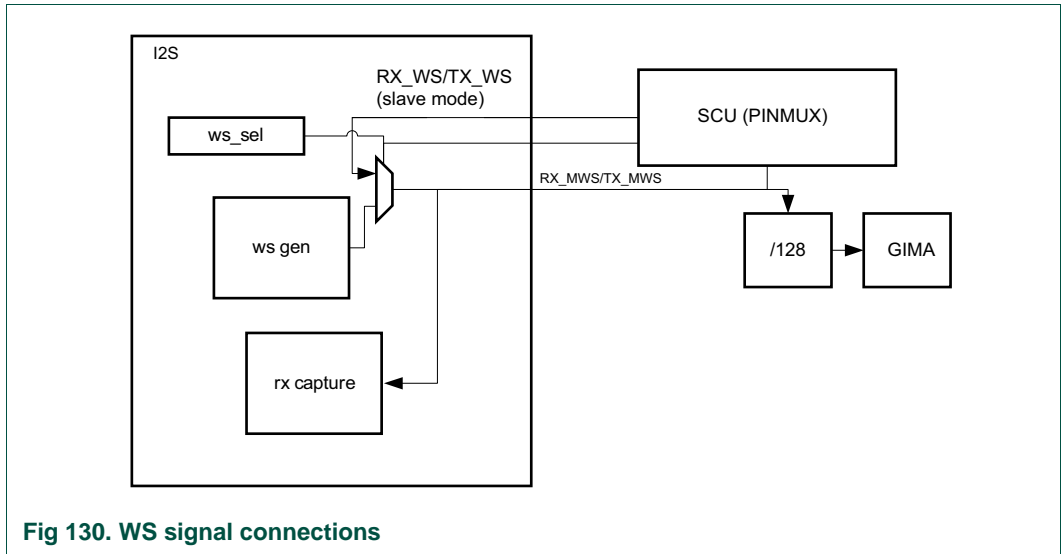 I2S
RX_WS/TX_WS
(slave mode)
SCU (PINMUX)
ws_sel
RX_MWS/TX_MWS
ws gen
/128
GIMA
rx capture
Fig 130. WS signal connections